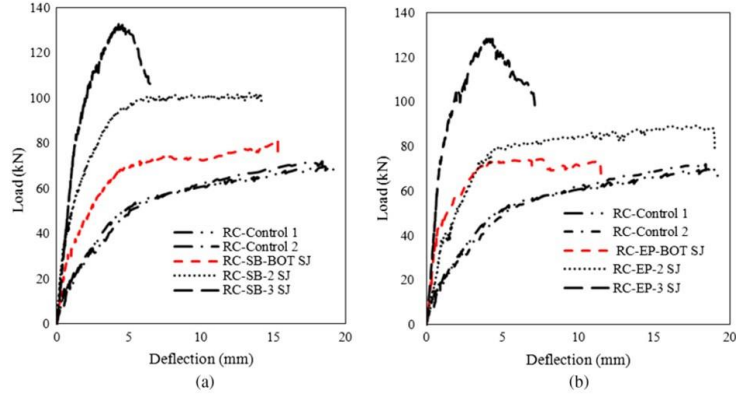 140
120
100
80
60
40
20
0
Load (kN)
RC-Control 1
RC-Control 2
RC-SB-BOT SJ
RC-SB-2 SJ
RC-SB-3 SJ
0 5 10 15 20
Deflection (mm)
(a)
140
120
100
80
60
40
20
0
Load (kN)
RC-Control 1
RC-Control 2
RC-EP-BOT SJ
RC-EP-2 SJ
RC-EP-3 SJ
0 5 10 15 20
Deflection (mm)
(b)